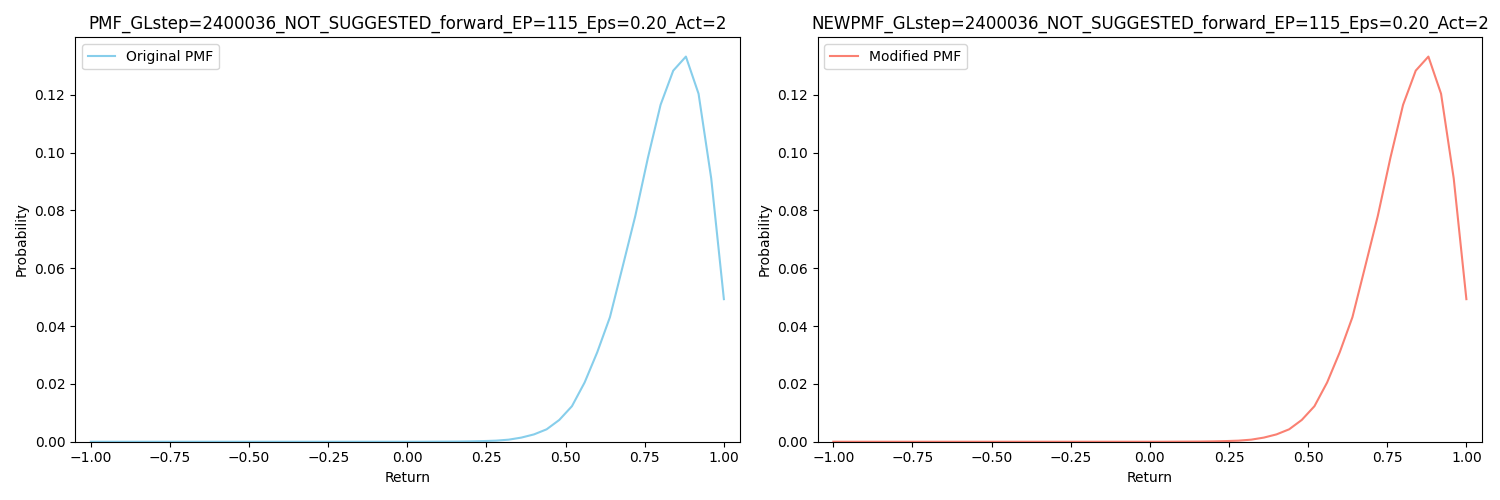 PMF_GLstep=2400036_NOT_SUGGESTED_forward_EP=115_Eps=0.20_Act=2
Original PMF
Probability
0.12
0.10
0.08
0.06
0.04
0.02
0.00
−1.00 −0.75 −0.50 −0.25 0.00 0.25 0.50 0.75 1.00
Return
NEWPMF_GLstep=2400036_NOT_SUGGESTED_forward_EP=115_Eps=0.20_Act=2
Modified PMF
Probability
0.12
0.10
0.08
0.06
0.04
0.02
0.00
−1.00 −0.75 −0.50 −0.25 0.00 0.25 0.50 0.75 1.00
Return